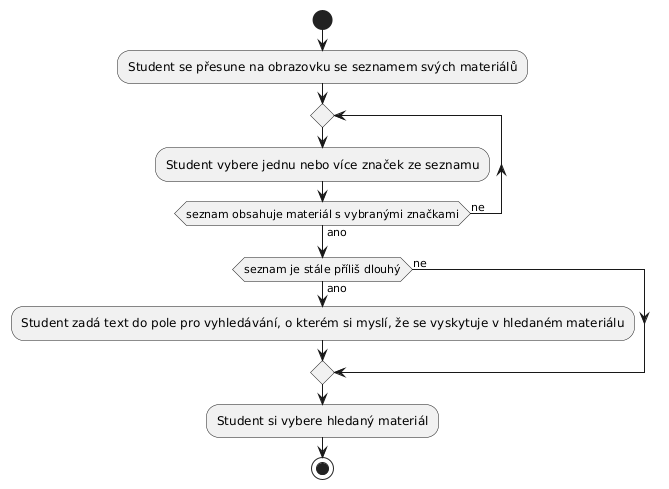 Student se přesune na obrazovku se seznamem svých materiálů
Student vybere jednu nebo více značek ze seznamu
seznam obsahuje materiál s vybranými značkami
ne
ano
seznam je stále příliš dlouhý
ne
ano
Student zadá text do pole pro vyhledávání, o kterém si myslí, že se vyskytuje v hledaném materiálu
Student si vybere hledaný materiál